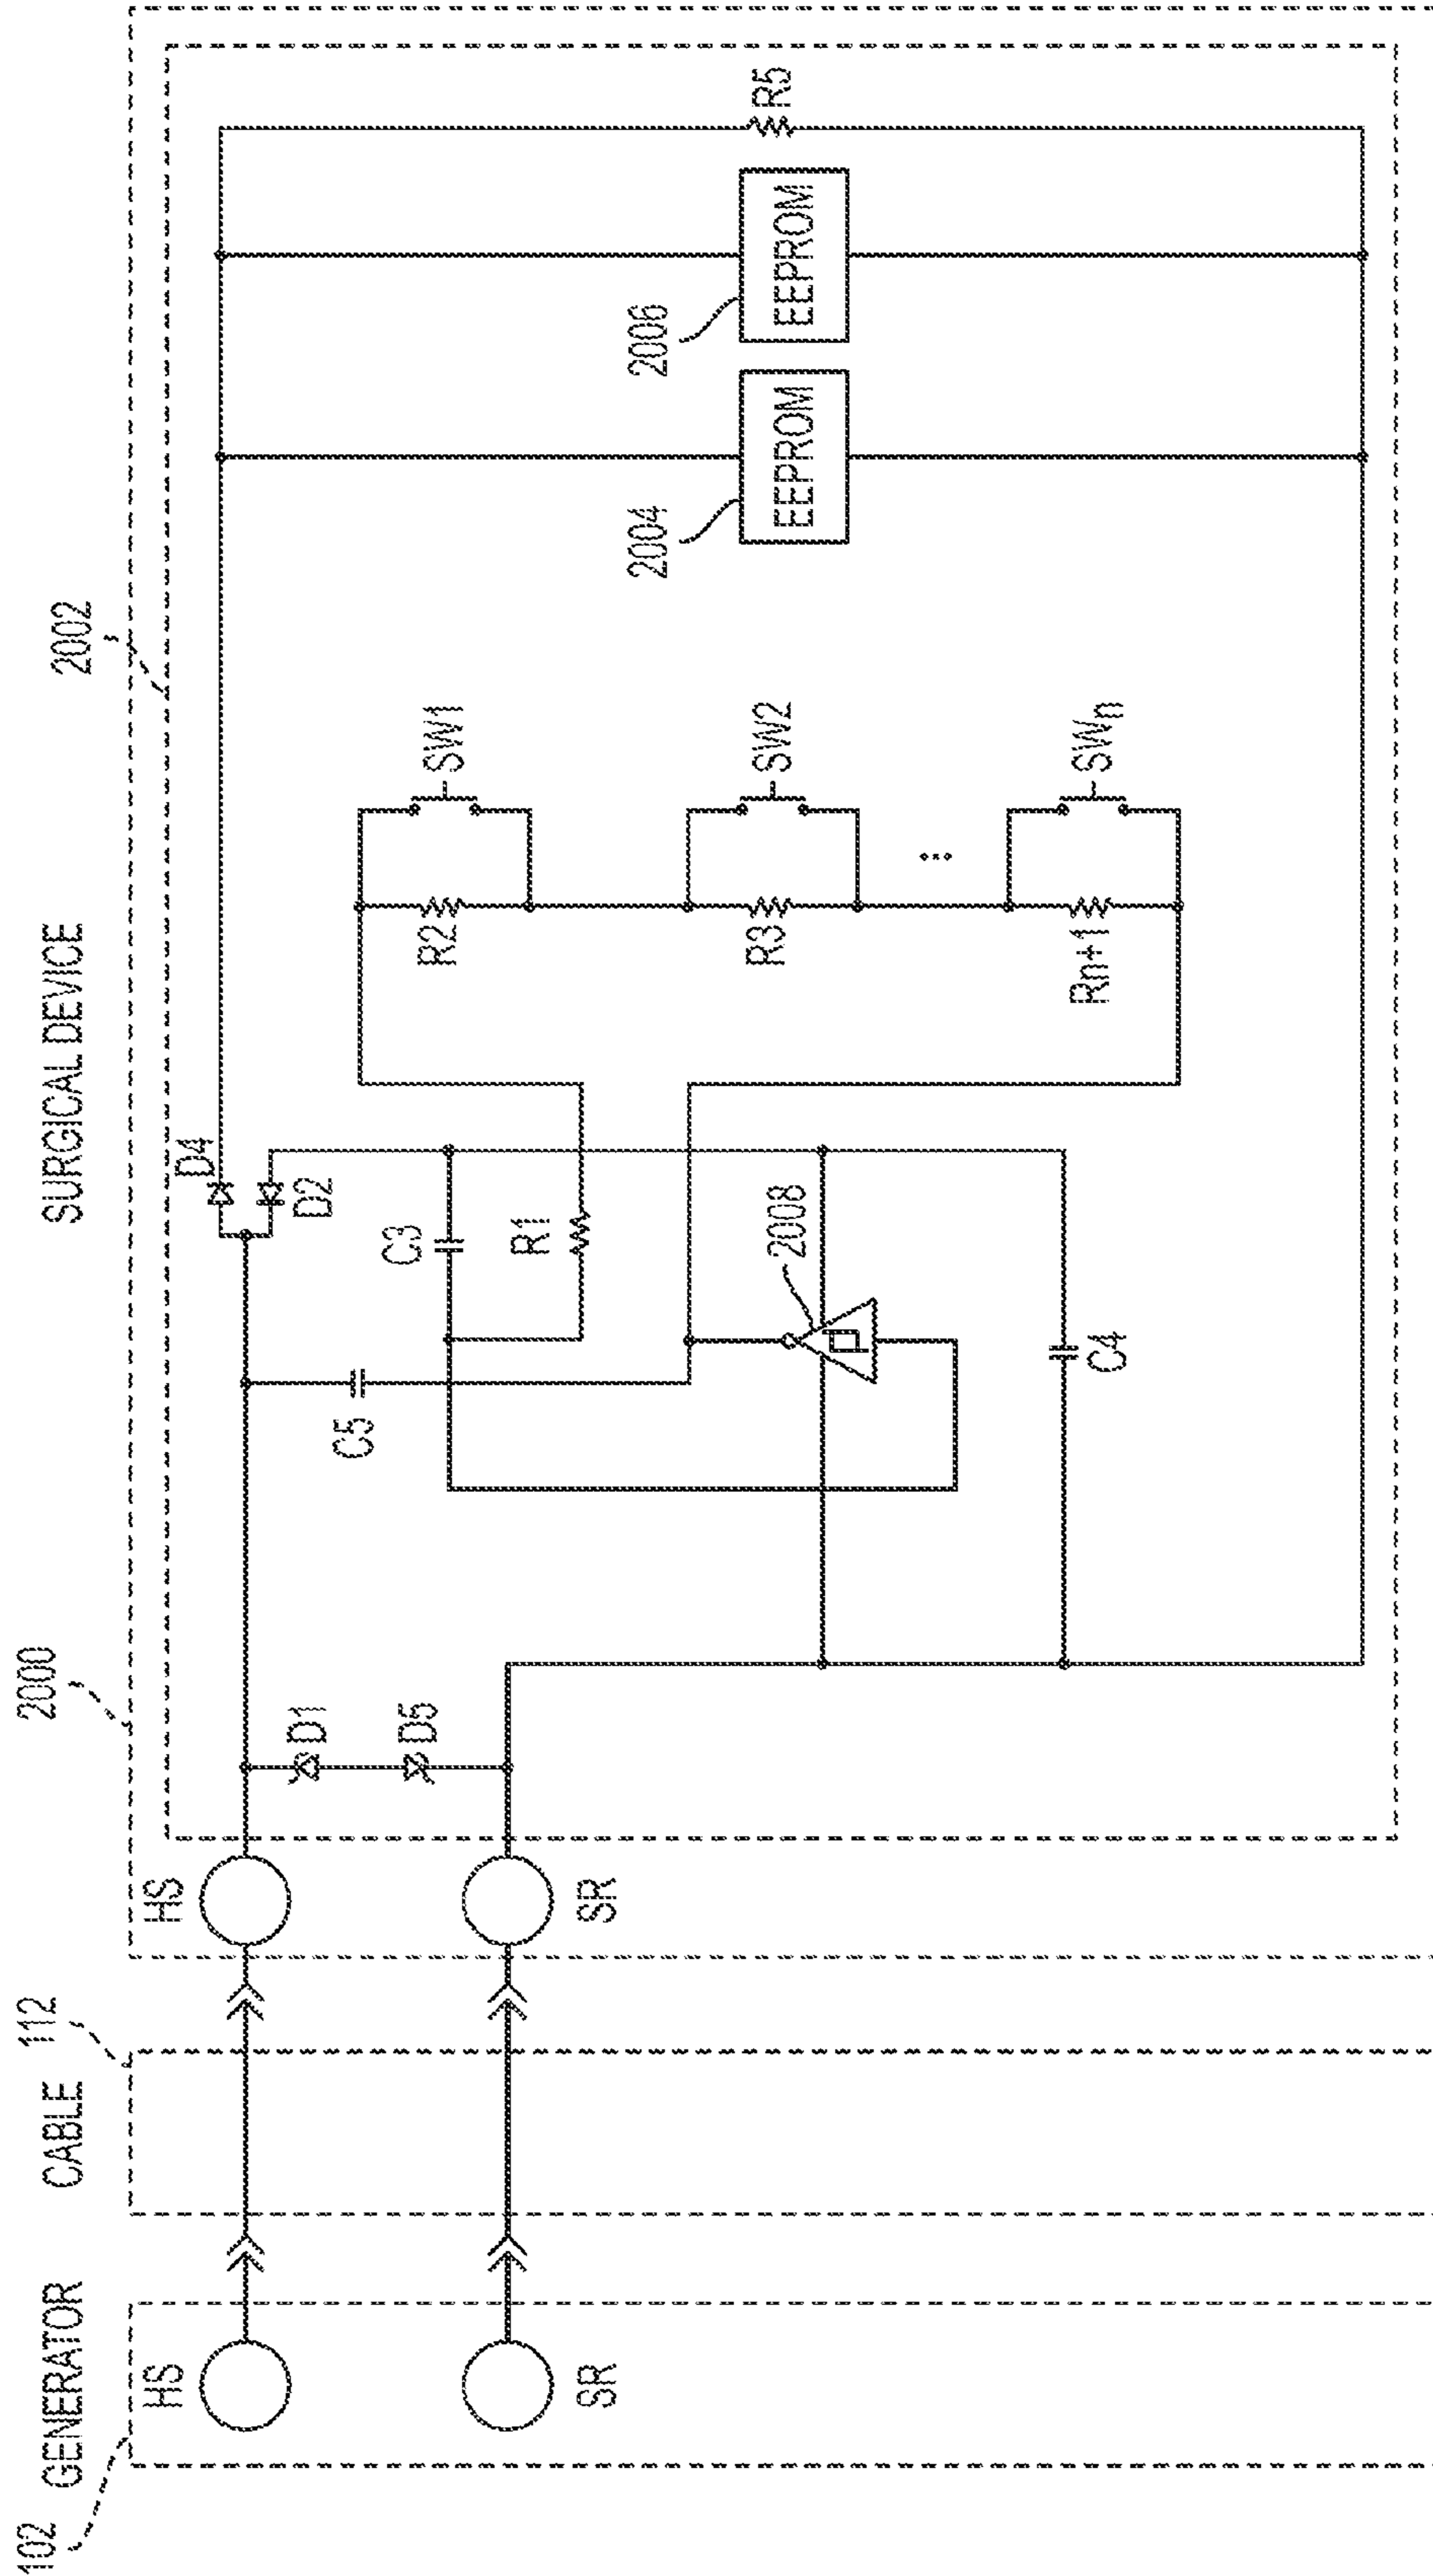 102
GENERATOR
HS
SR
CABLE
112
2000
HS
SR
SURGICAL DEVICE
2002
D1
D5
C5
D4
D2
C3
R1
2008
C4
R2
SW1
R3
SW2
...
Rn+1
SWn
2004
EEPROM
2006
EEPROM
R5